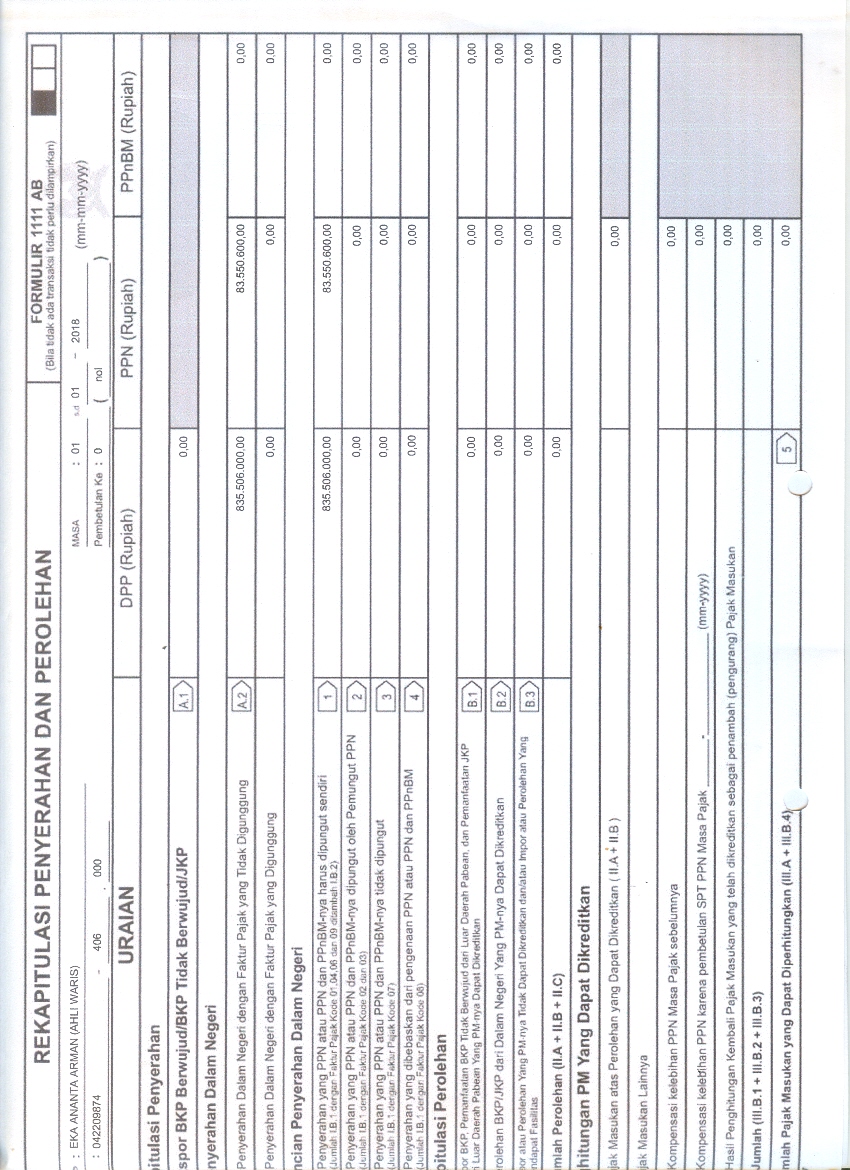 REKAPITULASI PENYERAHAN DAN PEROLEHAN
FORMULIR 1111 AB
(Bila tidak ada transaksi tidak perlu dilampirkan)
: EKA ANANTA ARMAN (AHLI WARIS)
MASA : 01 s.d 01 – 2018 (mm-mm-yyyy)
: 042209874 - 406 . 000
Pembetulan Ke : 0 ( nol )
URAIAN DPP (Rupiah) PPN (Rupiah) PPnBM (Rupiah)
itulasi Penyerahan
spor BKP Berwujud/BKP Tidak Berwujud/JKP A.1 0,00
nyerahan Dalam Negeri
Penyerahan Dalam Negeri dengan Faktur Pajak yang Tidak Digunggung A.2 835.506.000,00 83.550.600,00 0,00
Penyerahan Dalam Negeri dengan Faktur Pajak yang Digunggung 0,00 0,00 0,00
ncian Penyerahan Dalam Negeri
Penyerahan yang PPN atau PPN dan PPnBM-nya harus dipungut sendiri 1 835.506.000,00 83.550.600,00 0,00
(Jumlah I.B.1 dengan Faktur Pajak Kode 01,04,06 dan 09 ditambah I.B.2)
Penyerahan yang PPN atau PPN dan PPnBM-nya dipungut oleh Pemungut PPN 2 0,00 0,00 0,00
(Jumlah I.B.1 dengan Faktur Pajak Kode 02 dan 03)
Penyerahan yang PPN atau PPN dan PPnBM-nya tidak dipungut 3 0,00 0,00 0,00
(Jumlah I.B.1 dengan Faktur Pajak Kode 07)
Penyerahan yang dibebaskan dari pengenaan PPN atau PPN dan PPnBM 4 0,00 0,00 0,00
(Jumlah I.B.1 dengan Faktur Pajak Kode 08)
pitulasi Perolehan
por BKP, Pemanfaatan BKP Tidak Berwujud dari Luar Daerah Pabean, dan Pemanfaatan JKP B.1 0,00 0,00 0,00
i Luar Daerah Pabean Yang PM-nya Dapat Dikreditkan
rolehan BKP/JKP dari Dalam Negeri Yang PM-nya Dapat Dikreditkan B.2 0,00 0,00 0,00
or atau Perolehan Yang PM-nya Tidak Dapat Dikreditkan dan/atau Impor atau Perolehan Yang B.3 0,00 0,00 0,00
ndapat Fasilitas
mlah Perolehan (II.A + II.B + II.C) 0,00 0,00 0,00
hitungan PM Yang Dapat Dikreditkan
jak Masukan atas Perolehan yang Dapat Dikreditkan ( II.A + II.B ) 0,00
jak Masukan Lainnya
Kompensasi kelebihan PPN Masa Pajak sebelumnya 0,00
Kompensasi kelebihan PPN karena pembetulan SPT PPN Masa Pajak - (mm-yyyy) 0,00
Hasil Penghitungan Kembali Pajak Masukan yang telah dikreditkan sebagai penambah (pengurang) Pajak Masukan 0,00
Jumlah (III.B.1 + III.B.2 + III.B.3) 0,00
mlah Pajak Masukan yang Dapat Diperhitungkan (III.A + III.B.4) 5 0,00